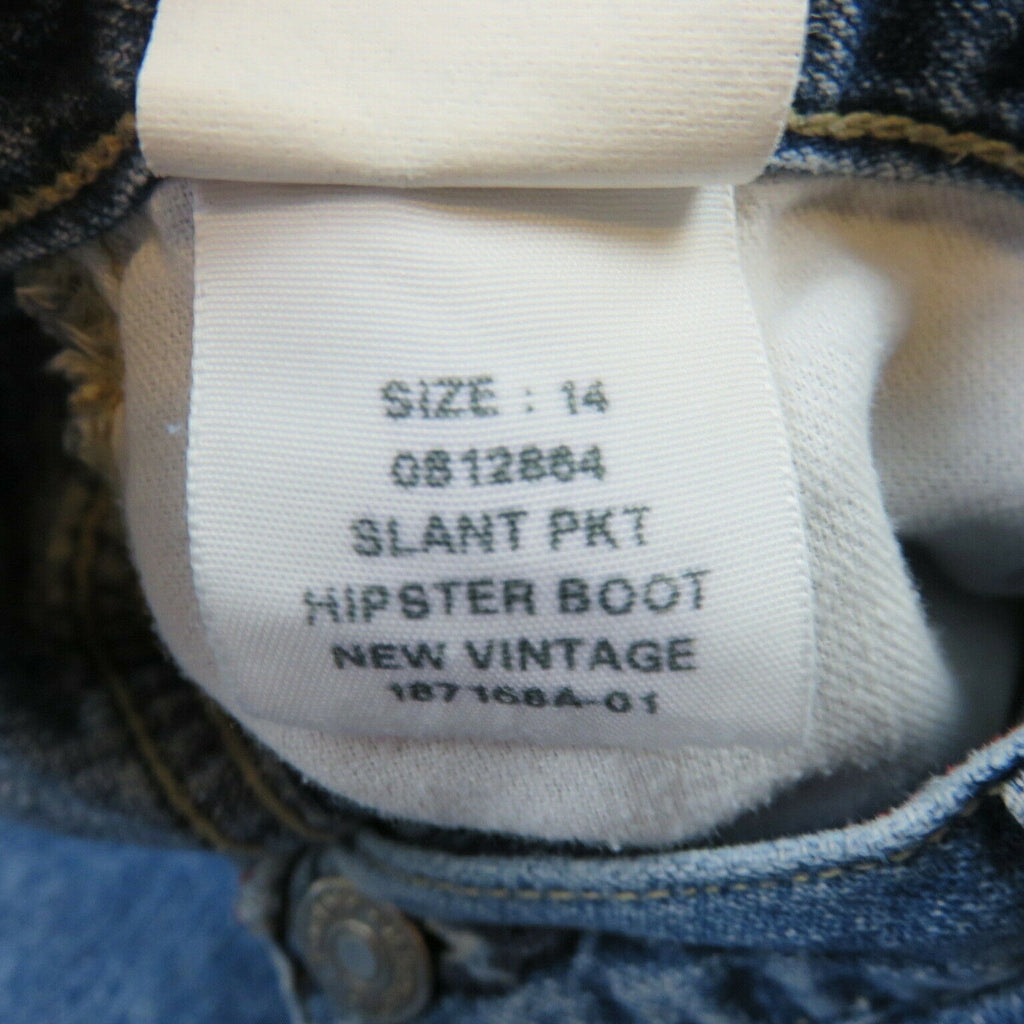 SIZE : 14
0812864
SLANT PKT
HIPSTER BOOT
NEW VINTAGE
187168A-01